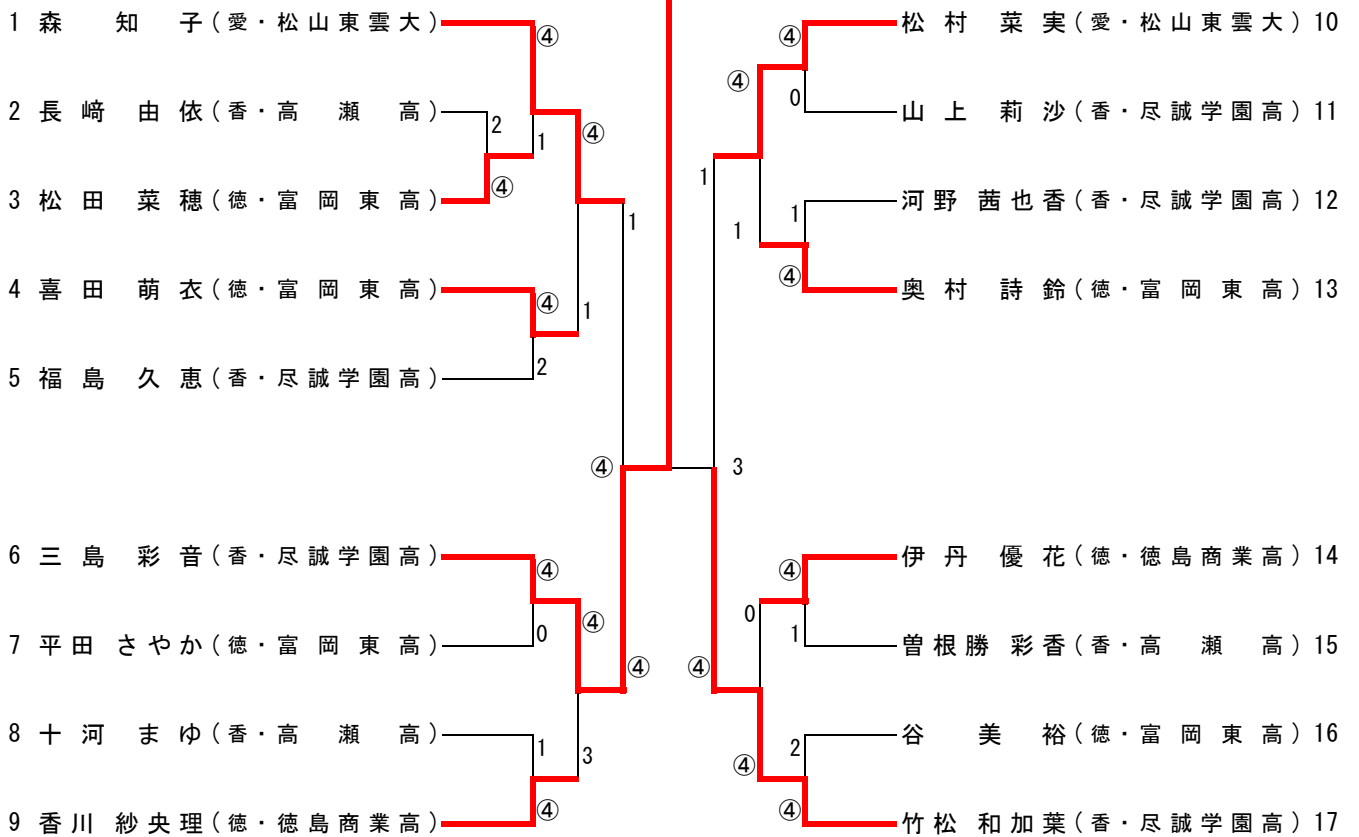 1 森 知 子(愛・松山東雲大)
④
2 長﨑 由依(香・高 瀬 高)
2
1
④
3 松田 菜穂(徳・富岡東高)
④
1
4 喜田 萌衣(徳・富岡東高)
④
1
5 福島 久恵(香・尽誠学園高)
2
④
6 三島 彩音(香・尽誠学園高)
④
7 平田 さやか(徳・富岡東高)
0
④
④
8 十河 まゆ(香・高 瀬 高)
1
3
9 香川 紗央理(徳・徳島商業高)
④
④
松村 菜実(愛・松山東雲大) 10
④
0
山上 莉沙(香・尽誠学園高) 11
1
河野 茜也香(香・尽誠学園高) 12
1
1
④
奥村 詩鈴(徳・富岡東高) 13
3
④
伊丹 優花(徳・徳島商業高) 14
0
1
曽根勝 彩香(香・高 瀬 高) 15
④
谷 美 裕(徳・富岡東高) 16
2
④
④
竹松 和加葉(香・尽誠学園高) 17